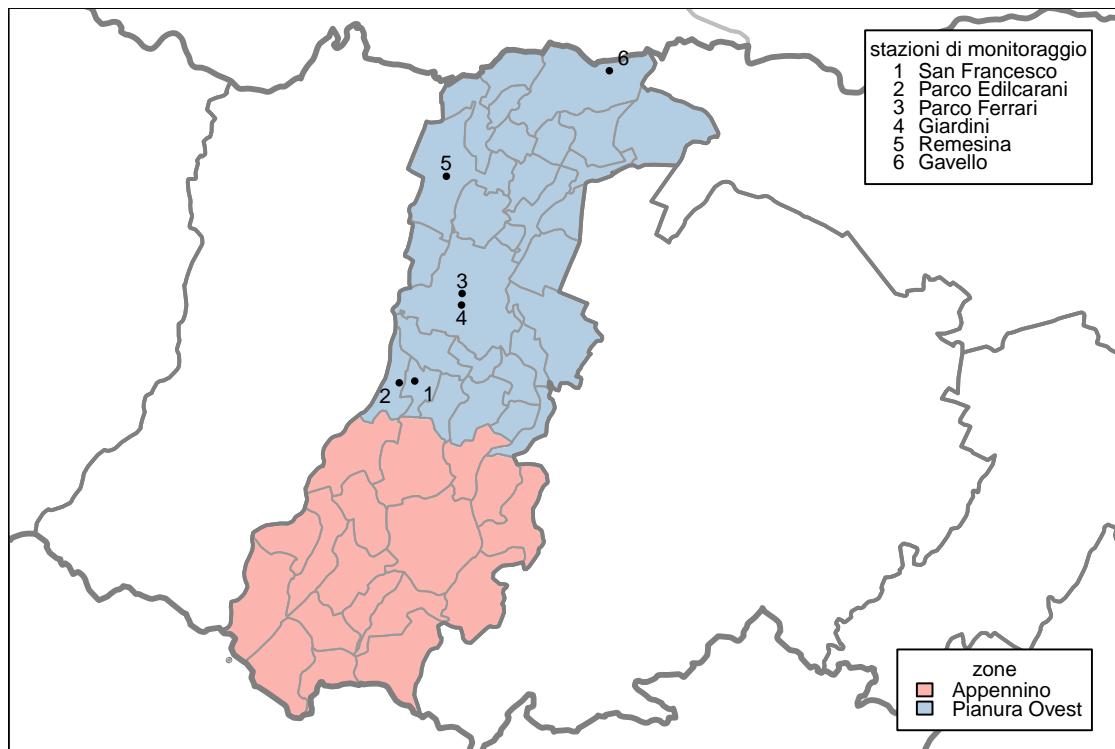 6
stazioni di monitoraggio
1 San Francesco
2 Parco Edilcarani
3 Parco Ferrari
4 Giardini
5 Remesina
6 Gavello
5
3
4
2 1
zone
Appennino
Pianura Ovest